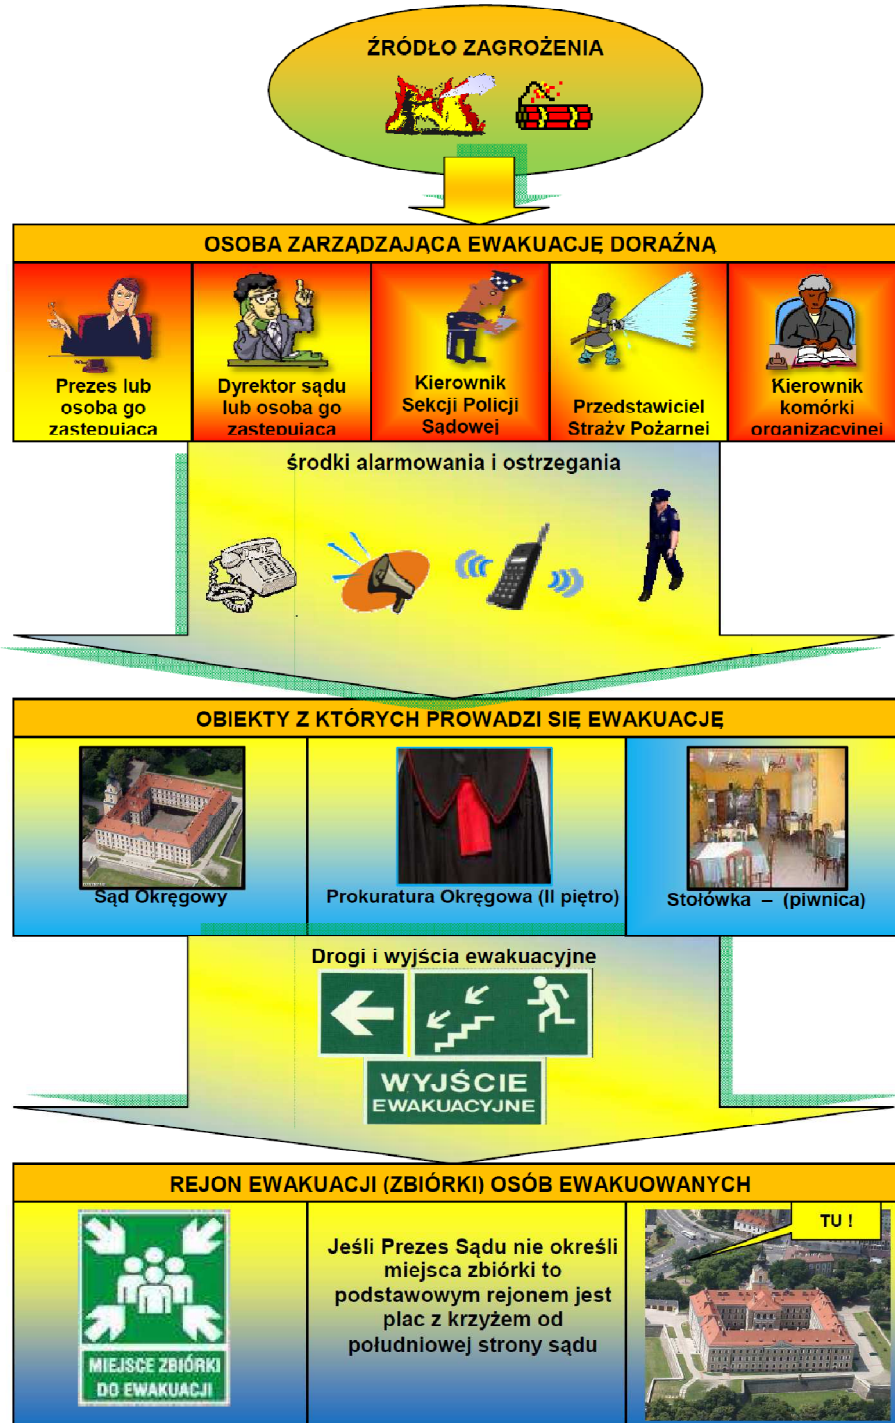 ŹRÓDŁO ZAGROŻENIA
OSOBA ZARZĄDZAJĄCA EWAKUACJĘ DORAŹNĄ
Prezes lub
osoba go
zastępująca
Dyrektor sądu
lub osoba go
zastępująca
Kierownik
Sekcji Policji
Sądowej
Przedstawiciel
Straży Pożarnej
Kierownik
komórki
organizacyjnej
środki alarmowania i ostrzegania
OBIEKTY Z KTÓRYCH PROWADZI SIĘ EWAKUACJĘ
Sąd Okręgowy
Prokuratura Okręgowa (II piętro)
Stołówka – (piwnica)
Drogi i wyjścia ewakuacyjne
WYJŚCIE
EWAKUACYJNE
REJON EWAKUACJI (ZBIÓRKI) OSÓB EWAKUOWANYCH
MIEJSCE ZBIÓRKI
DO EWAKUACJI
Jeśli Prezes Sądu nie określi
miejsca zbiórki to
podstawowym rejonem jest
plac z krzyżem od
południowej strony sądu
TU !